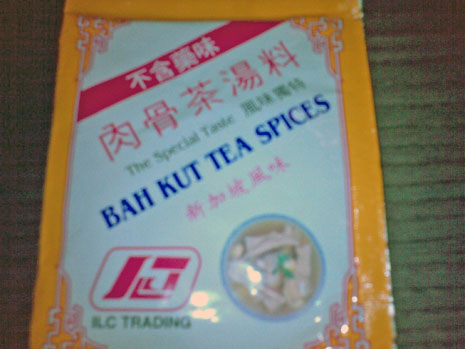 不含藥味
肉骨茶湯料
The Special Taste 風味獨特
BAH KUT TEA SPICES
新加坡風味
ILC TRADING